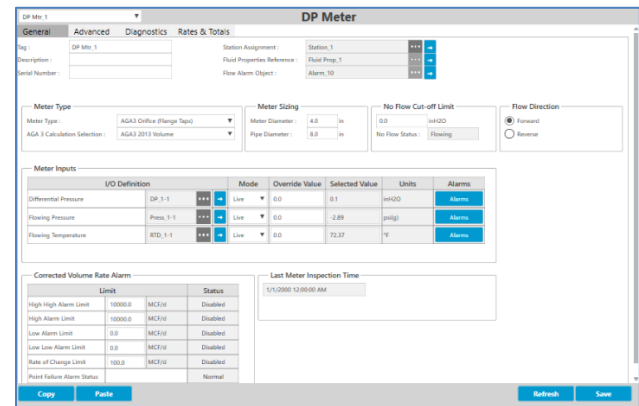 DP Mtr_1
DP Meter
General Advanced Diagnostics Rates & Totals
Tag : DP Mtr_1 Station Assignment : Station_1
Description : Fluid Properties Reference : Fluid Prop_1
Serial Number : Flow Alarm Object : Alarm_10
Meter Type Meter Sizing No Flow Cut-off Limit Flow Direction
Meter Type : AGA3 Orifice (Flange Taps) Meter Diameter : 4.0 in 0.0 inH2O Forward
AGA 3 Calculation Selection : AGA3 2013 Volume Pipe Diameter : 8.0 in No Flow Status : Flowing Reverse
Meter Inputs
I/O Definition Mode Override Value Selected Value Units Alarms
Differential Pressure DP_1-1 ... Live 0.0 0.1 inH2O Alarms
Flowing Pressure Press_1-1 ... Live 0.0 -2.89 psi(g) Alarms
Flowing Temperature RTD_1-1 ... Live 0.0 72.37 °F Alarms
Corrected Volume Rate Alarm Last Meter Inspection Time
Limit Status 1/1/2000 12:00:00 AM
High High Alarm Limit 10000.0 MCF/d Disabled
High Alarm Limit 10000.0 MCF/d Disabled
Low Alarm Limit 0.0 MCF/d Disabled
Low Low Alarm Limit 0.0 MCF/d Disabled
Rate of Change Limit 100.0 MCF/d Disabled
Point Failure Alarm Status Normal
Copy Paste Refresh Save